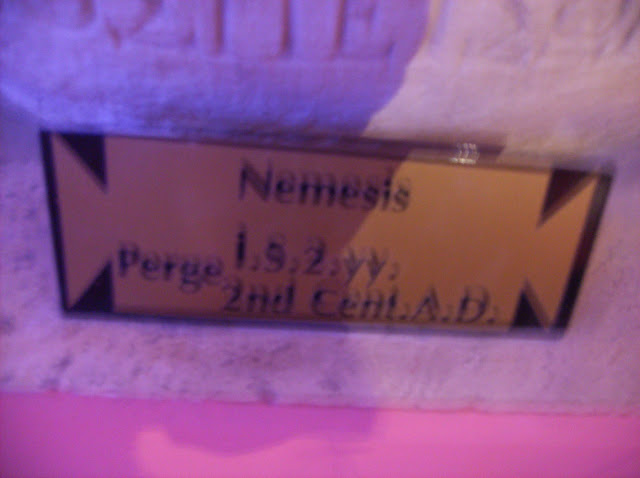 Nemesis
İ.S.2.yy.
Perge
2nd Cent.A.D.